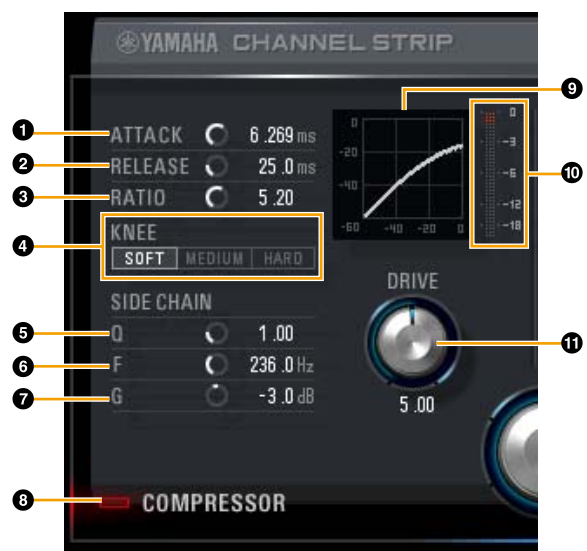 YAMAHA CHANNEL STRIP
1 ATTACK 6.269 ms
2 RELEASE 25.0 ms
3 RATIO 5.20
4 KNEE
SOFT MEDIUM HARD
SIDE CHAIN
5 Q 1.00
6 F 236.0 Hz
7 G -3.0 dB
8 COMPRESSOR
9
0
-20
-40
-60 -40 -20 0
10
0
-3
-6
-12
-18
DRIVE
11
5.00